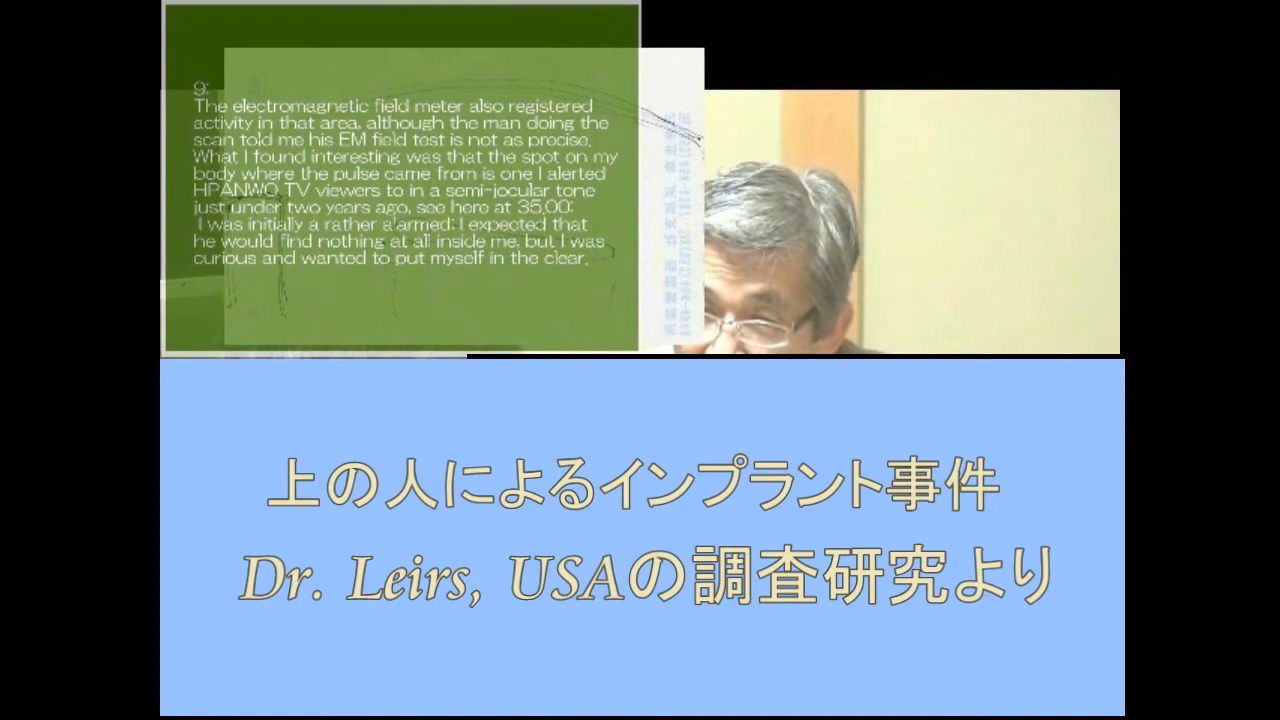 9:
The electromagnetic field meter also registered
activity in that area, although the man doing the
scan told me his EM field test is not as precise.
What I found interesting was that the spot on my
body where the pulse came from is one I alerted
HPANWO TV viewers to in a semi-jocular tone
just under two years ago, see here at 35.00:
I was initially a rather alarmed: I expected that
he would find nothing at all inside me, but I was
curious and wanted to put myself in the clear.
上の人によるインプラント事件
Dr. Leirs, USAの調査研究より